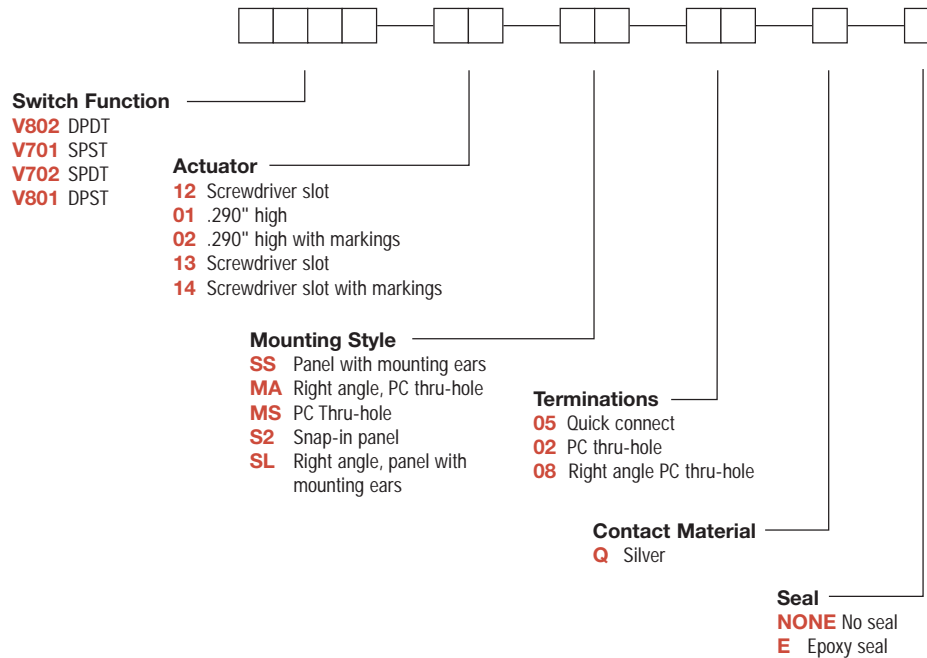 Switch Function
V802 DPDT
V701 SPST
V702 SPDT
V801 DPST
Actuator
12 Screwdriver slot
01 .290" high
02 .290" high with markings
13 Screwdriver slot
14 Screwdriver slot with markings
Mounting Style
SS Panel with mounting ears
MA Right angle, PC thru-hole
MS PC Thru-hole
S2 Snap-in panel
SL Right angle, panel with
mounting ears
Terminations
05 Quick connect
02 PC thru-hole
08 Right angle PC thru-hole
Contact Material
Q Silver
Seal
NONE No seal
E Epoxy seal